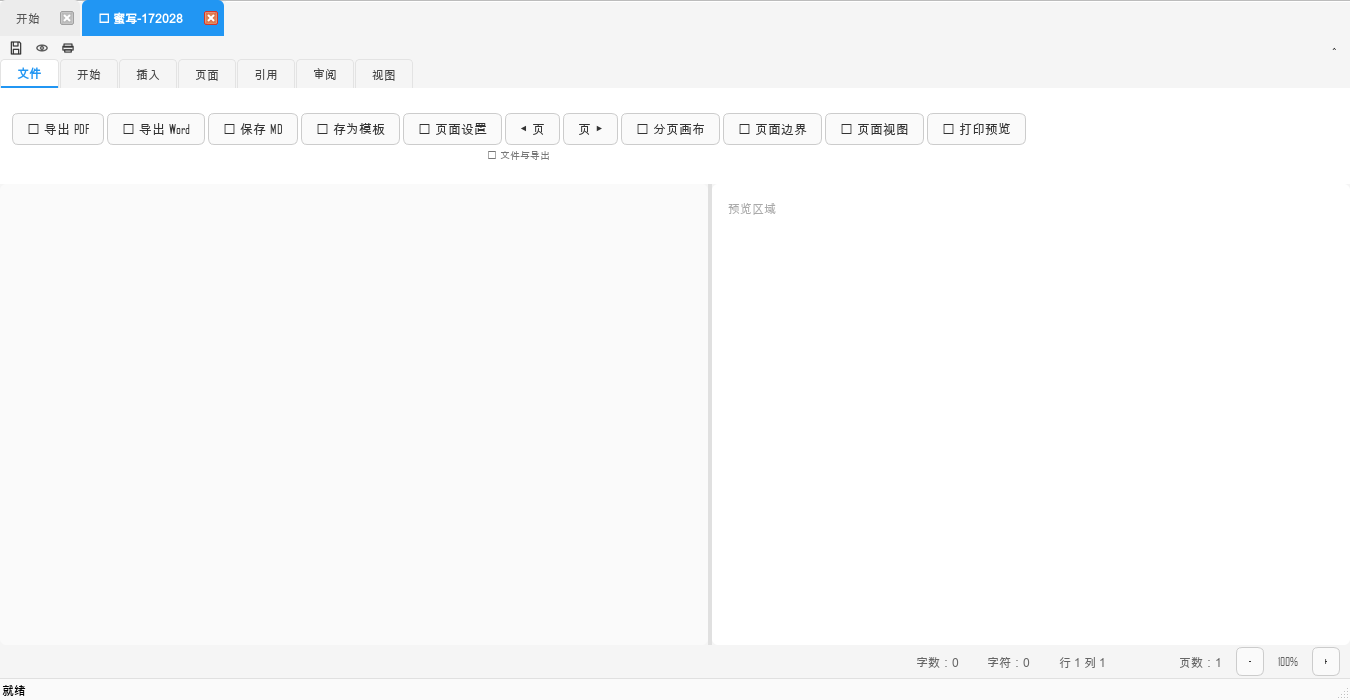 开始 蜜写-172028
文件 开始 插入 页面 引用 审阅 视图
导出 PDF 导出 Word 保存 MD 存为模板 页面设置 ◂ 页 页 ▸ 分页画布 页面边界 页面视图 打印预览
文件与导出
预览区域
字数：0 字符：0 行 1 列 1 页数：1 - 100% +
就绪